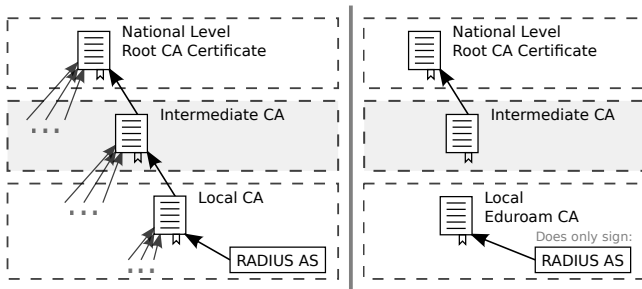 National Level
Root CA Certificate
...
Intermediate CA
...
Local CA
...
RADIUS AS
National Level
Root CA Certificate
Intermediate CA
Local
Eduroam CA
Does only sign:
RADIUS AS